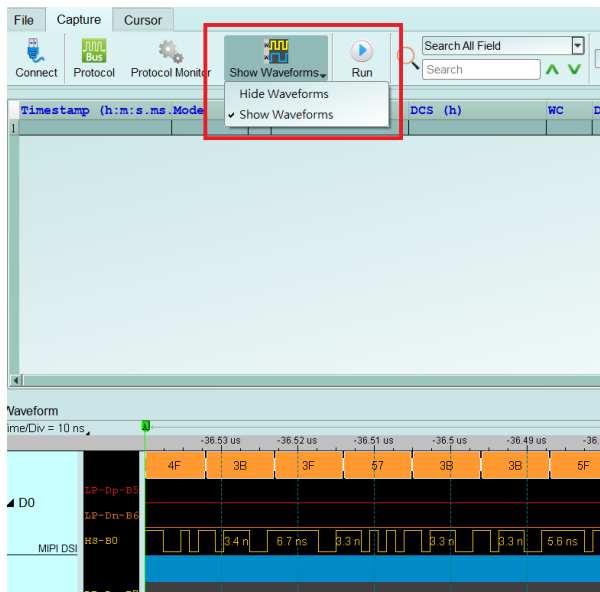 File Capture Cursor
Connect Protocol Protocol Monitor Show Waveforms Run
Bus
Search All Field
Search
Hide Waveforms
✓ Show Waveforms
Timestamp (h:m:s.ms. Mode DCS (h) WC D
1
Waveform
ime/Div = 10 ns
A
-36.53 us -36.52 us -36.51 us -36.5 us -36.49 us -36.
4F 3B 3F 57 3B 3B 5F
LP-Dp-B5
D0
LP-Dn-B6
HS-B0 3.4 n 6.7 ns 3.3 n 3.3 n 3.3 n 5.6 ns
MIPI DSI